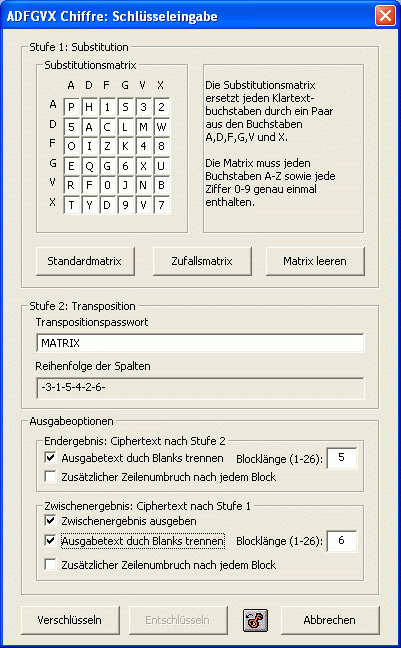 ADFGVX Chiffre: Schlüsseleingabe
Stufe 1: Substitution
Substitutionsmatrix
A D F G V X
A P H 1 S 3 2
D 5 A C L M W
F O I Z K 4 8
G E Q G 6 X U
V R F 0 J N B
X T Y D 9 V 7
Die Substitutionsmatrix
ersetzt jeden Klartext-
buchstaben durch ein Paar
aus den Buchstaben
A,D,F,G,V und X.
Die Matrix muss jeden
Buchstaben A-Z sowie jede
Ziffer 0-9 genau einmal
enthalten.
Standardmatrix Zufallsmatrix Matrix leeren
Stufe 2: Transposition
Transpositionspasswort
MATRIX
Reihenfolge der Spalten
-3-1-5-4-2-6-
Ausgabeoptionen
Endergebnis: Ciphertext nach Stufe 2
Ausgabetext duch Blanks trennen Blocklänge (1-26): 5
Zusätzlicher Zeilenumbruch nach jedem Block
Zwischenergebnis: Ciphertext nach Stufe 1
Zwischenergebnis ausgeben
Ausgabetext duch Blanks trennen Blocklänge (1-26): 6
Zusätzlicher Zeilenumbruch nach jedem Block
Verschlüsseln Entschlüsseln Abbrechen